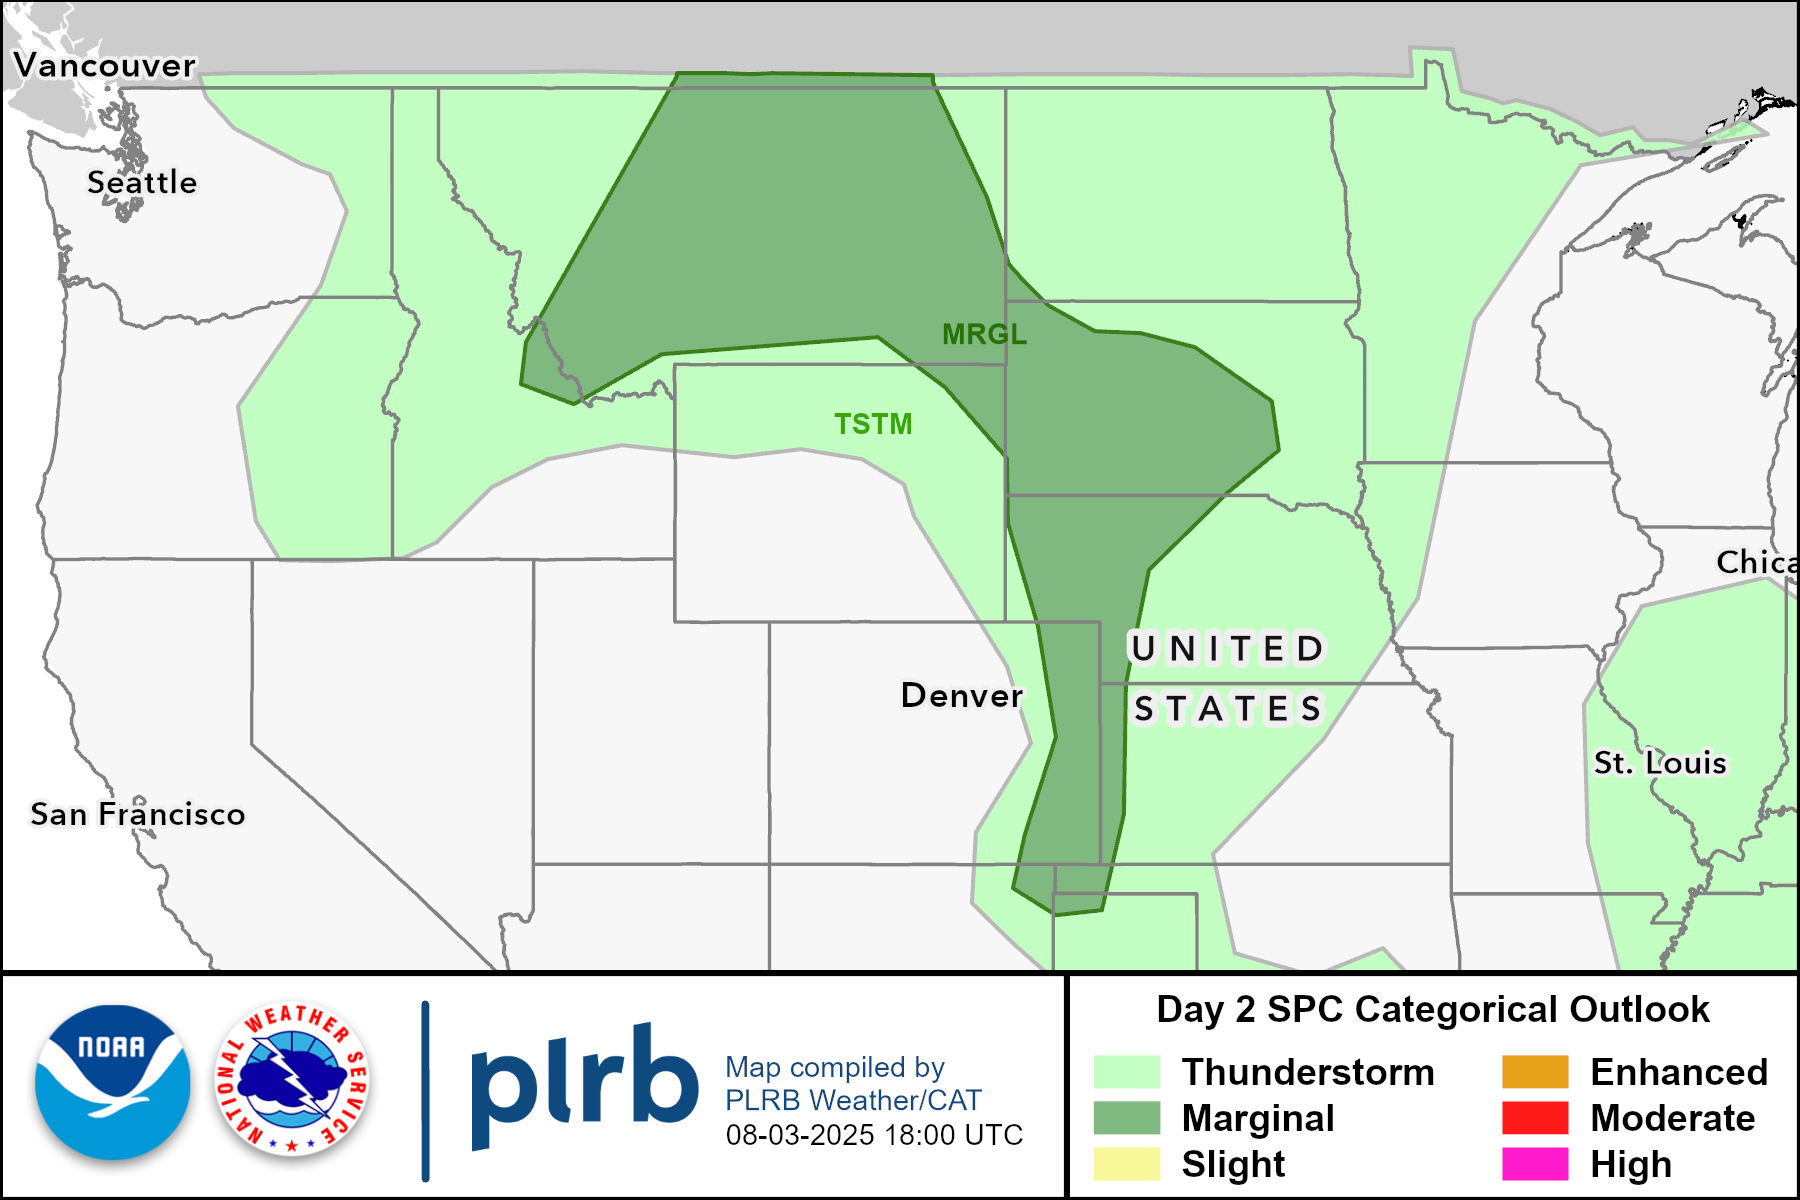 Vancouver
Seattle
MRGL
TSTM
Chica
UNITED
STATES
Denver
St. Louis
San Francisco
NOAA
NATIONAL WEATHER SERVICE
plrb
Map compiled by
PLRB Weather/CAT
08-03-2025 18:00 UTC
Day 2 SPC Categorical Outlook
Thunderstorm
Enhanced
Marginal
Moderate
Slight
High